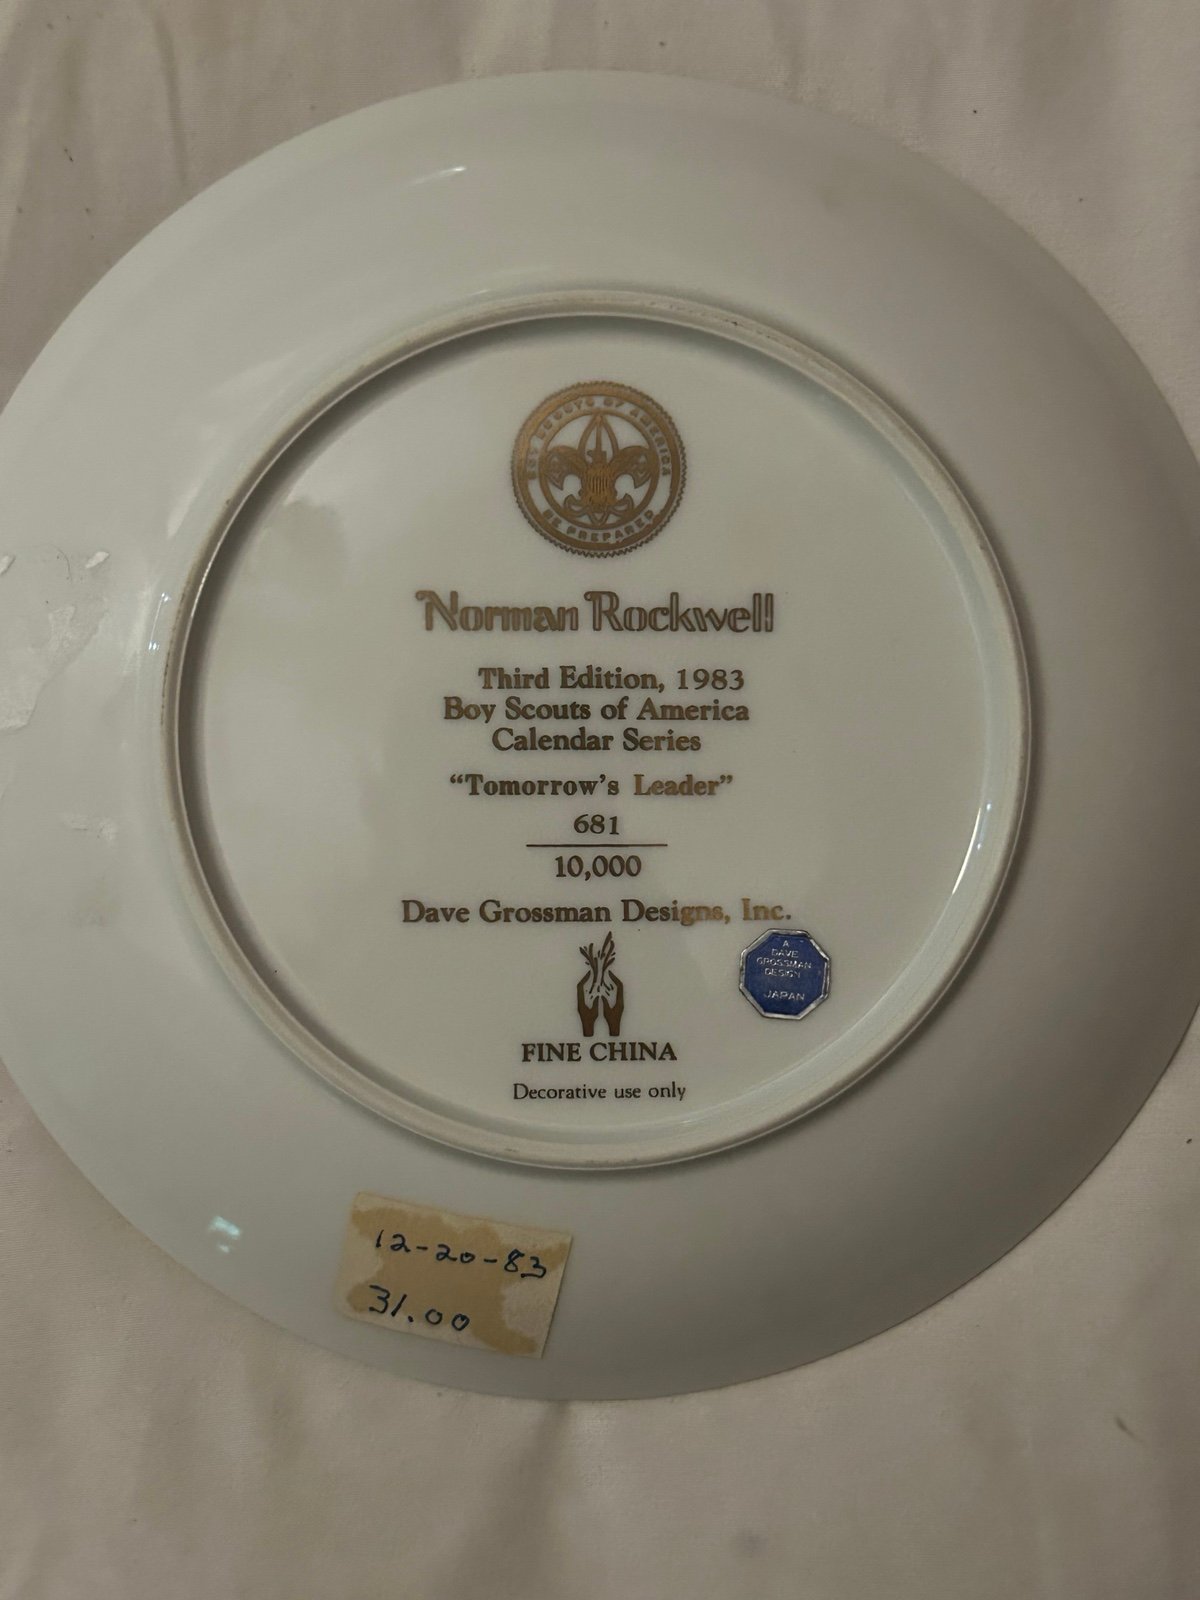 BOY SCOUTS OF AMERICA
BE PREPARED
Norman Rockwell
Third Edition, 1983
Boy Scouts of America
Calendar Series
“Tomorrow's Leader”
681
10,000
Dave Grossman Designs, Inc.
A
DAVE
GROSSMAN
DESIGN
JAPAN
FINE CHINA
Decorative use only
12-20-83
31.00